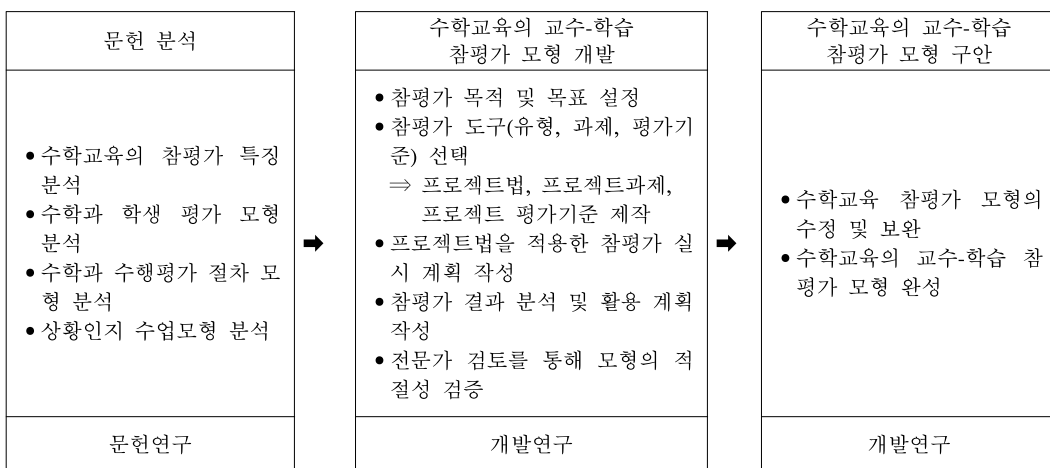 문헌 분석
• 수학교육의 참평가 특징
분석
• 수학과 학생 평가 모형
분석
• 수학과 수행평가 절차 모
형 분석
• 상황인지 수업모형 분석
문헌연구
➡
수학교육의 교수-학습
참평가 모형 개발
• 참평가 목적 및 목표 설정
• 참평가 도구(유형, 과제, 평가기
준) 선택
⇒ 프로젝트법, 프로젝트과제,
프로젝트 평가기준 제작
• 프로젝트법을 적용한 참평가 실
시 계획 작성
• 참평가 결과 분석 및 활용 계획
작성
• 전문가 검토를 통해 모형의 적
절성 검증
개발연구
➡
수학교육의 교수-학습
참평가 모형 구안
• 수학교육 참평가 모형의
수정 및 보완
• 수학교육의 교수-학습 참
평가 모형 완성
개발연구